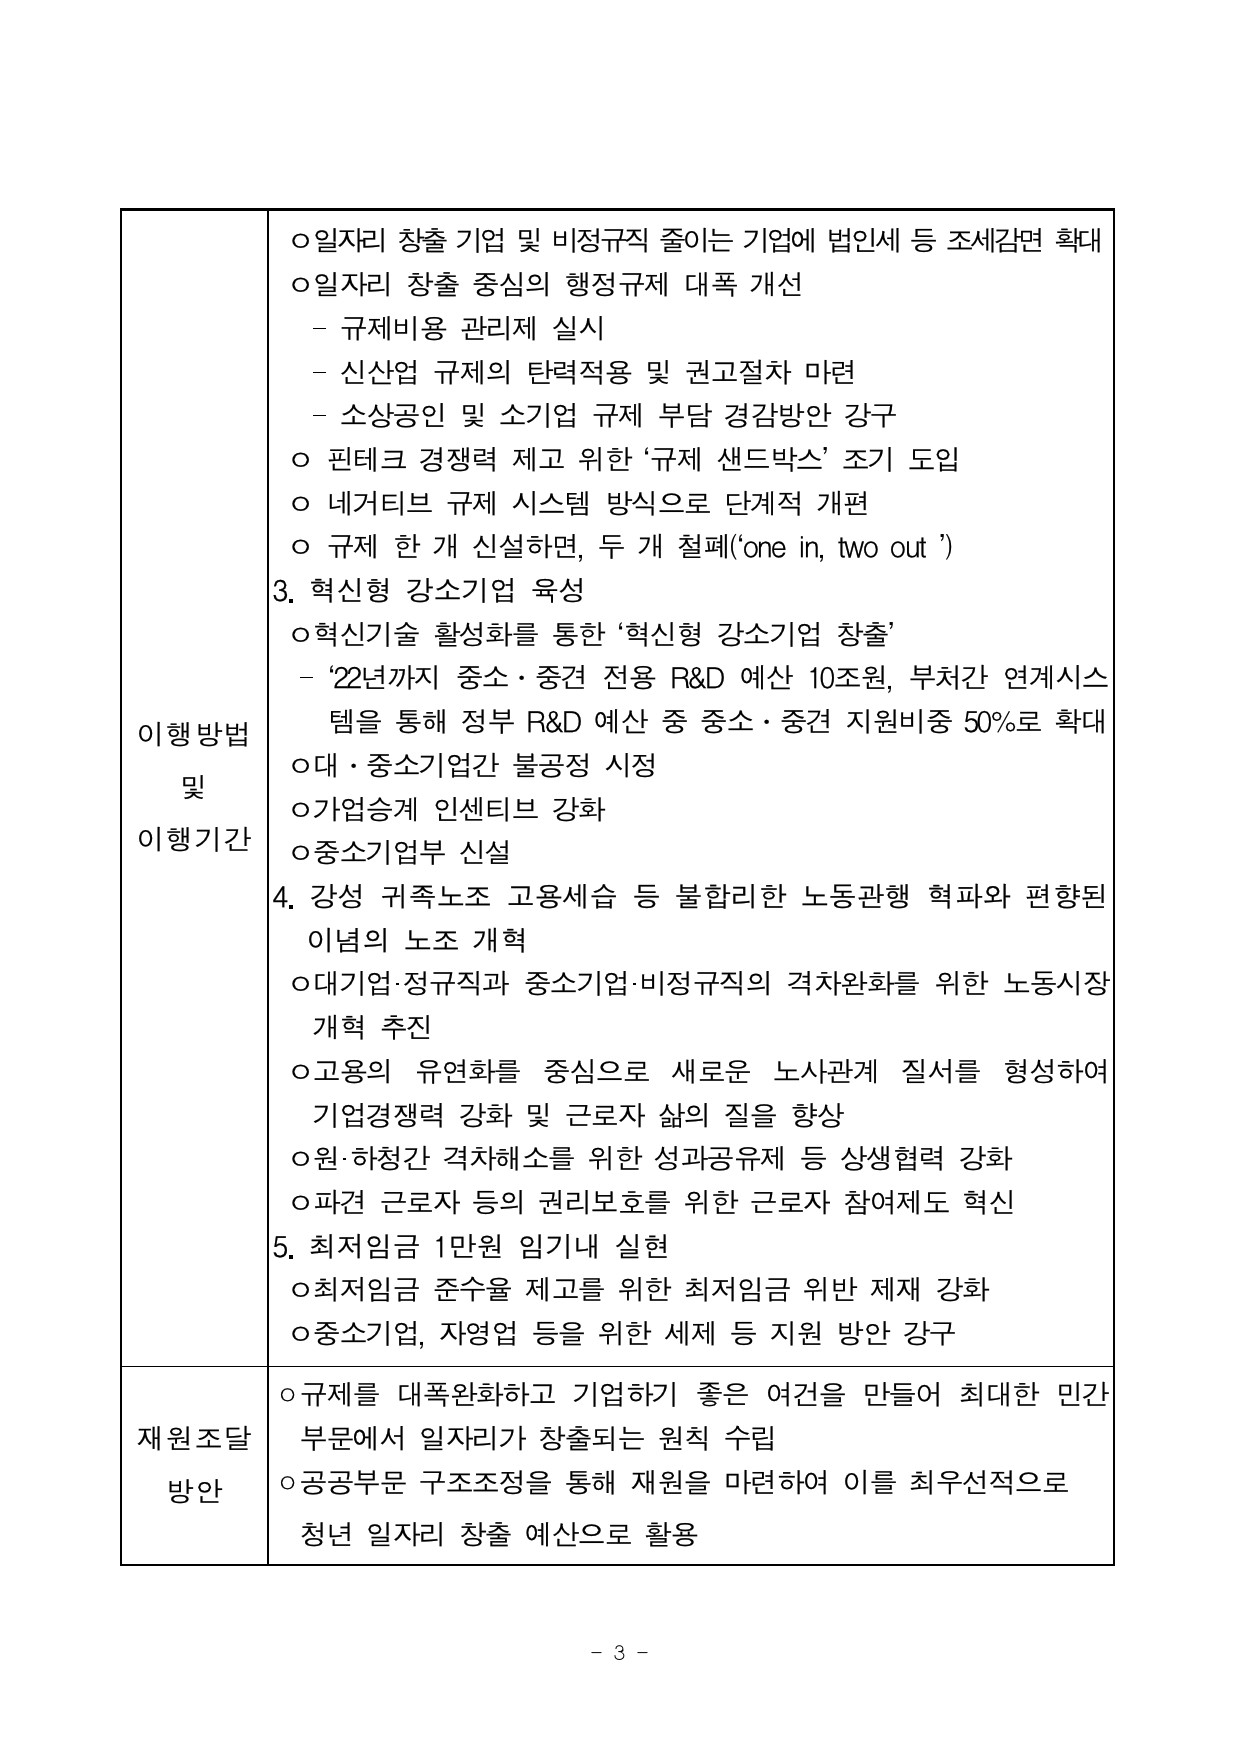 ㅇ일자리 창출 기업 및 비정규직 줄이는 기업에 법인세 등 조세감면 확대
ㅇ일자리 창출 중심의 행정규제 대폭 개선
- 규제비용 관리제 실시
- 신산업 규제의 탄력적용 및 권고절차 마련
- 소상공인 및 소기업 규제 부담 경감방안 강구
ㅇ 핀테크 경쟁력 제고 위한 ‘규제 샌드박스’ 조기 도입
ㅇ 네거티브 규제 시스템 방식으로 단계적 개편
ㅇ 규제 한 개 신설하면, 두 개 철폐(‘one in, two out ’)
3. 혁신형 강소기업 육성
ㅇ혁신기술 활성화를 통한 ‘혁신형 강소기업 창출’
- ‘22년까지 중소·중견 전용 R&D 예산 10조원, 부처간 연계시스
템을 통해 정부 R&D 예산 중 중소·중견 지원비중 50%로 확대
ㅇ대·중소기업간 불공정 시정
ㅇ가업승계 인센티브 강화
ㅇ중소기업부 신설
4. 강성 귀족노조 고용세습 등 불합리한 노동관행 혁파와 편향된
이념의 노조 개혁
ㅇ대기업·정규직과 중소기업·비정규직의 격차완화를 위한 노동시장
개혁 추진
ㅇ고용의 유연화를 중심으로 새로운 노사관계 질서를 형성하여
기업경쟁력 강화 및 근로자 삶의 질을 향상
ㅇ원·하청간 격차해소를 위한 성과공유제 등 상생협력 강화
ㅇ파견 근로자 등의 권리보호를 위한 근로자 참여제도 혁신
5. 최저임금 1만원 임기내 실현
ㅇ최저임금 준수율 제고를 위한 최저임금 위반 제재 강화
ㅇ중소기업, 자영업 등을 위한 세제 등 지원 방안 강구
이행방법
및
이행기간
재원조달
방안
ㅇ규제를 대폭완화하고 기업하기 좋은 여건을 만들어 최대한 민간
부문에서 일자리가 창출되는 원칙 수립
ㅇ공공부문 구조조정을 통해 재원을 마련하여 이를 최우선적으로
청년 일자리 창출 예산으로 활용
- 3 -